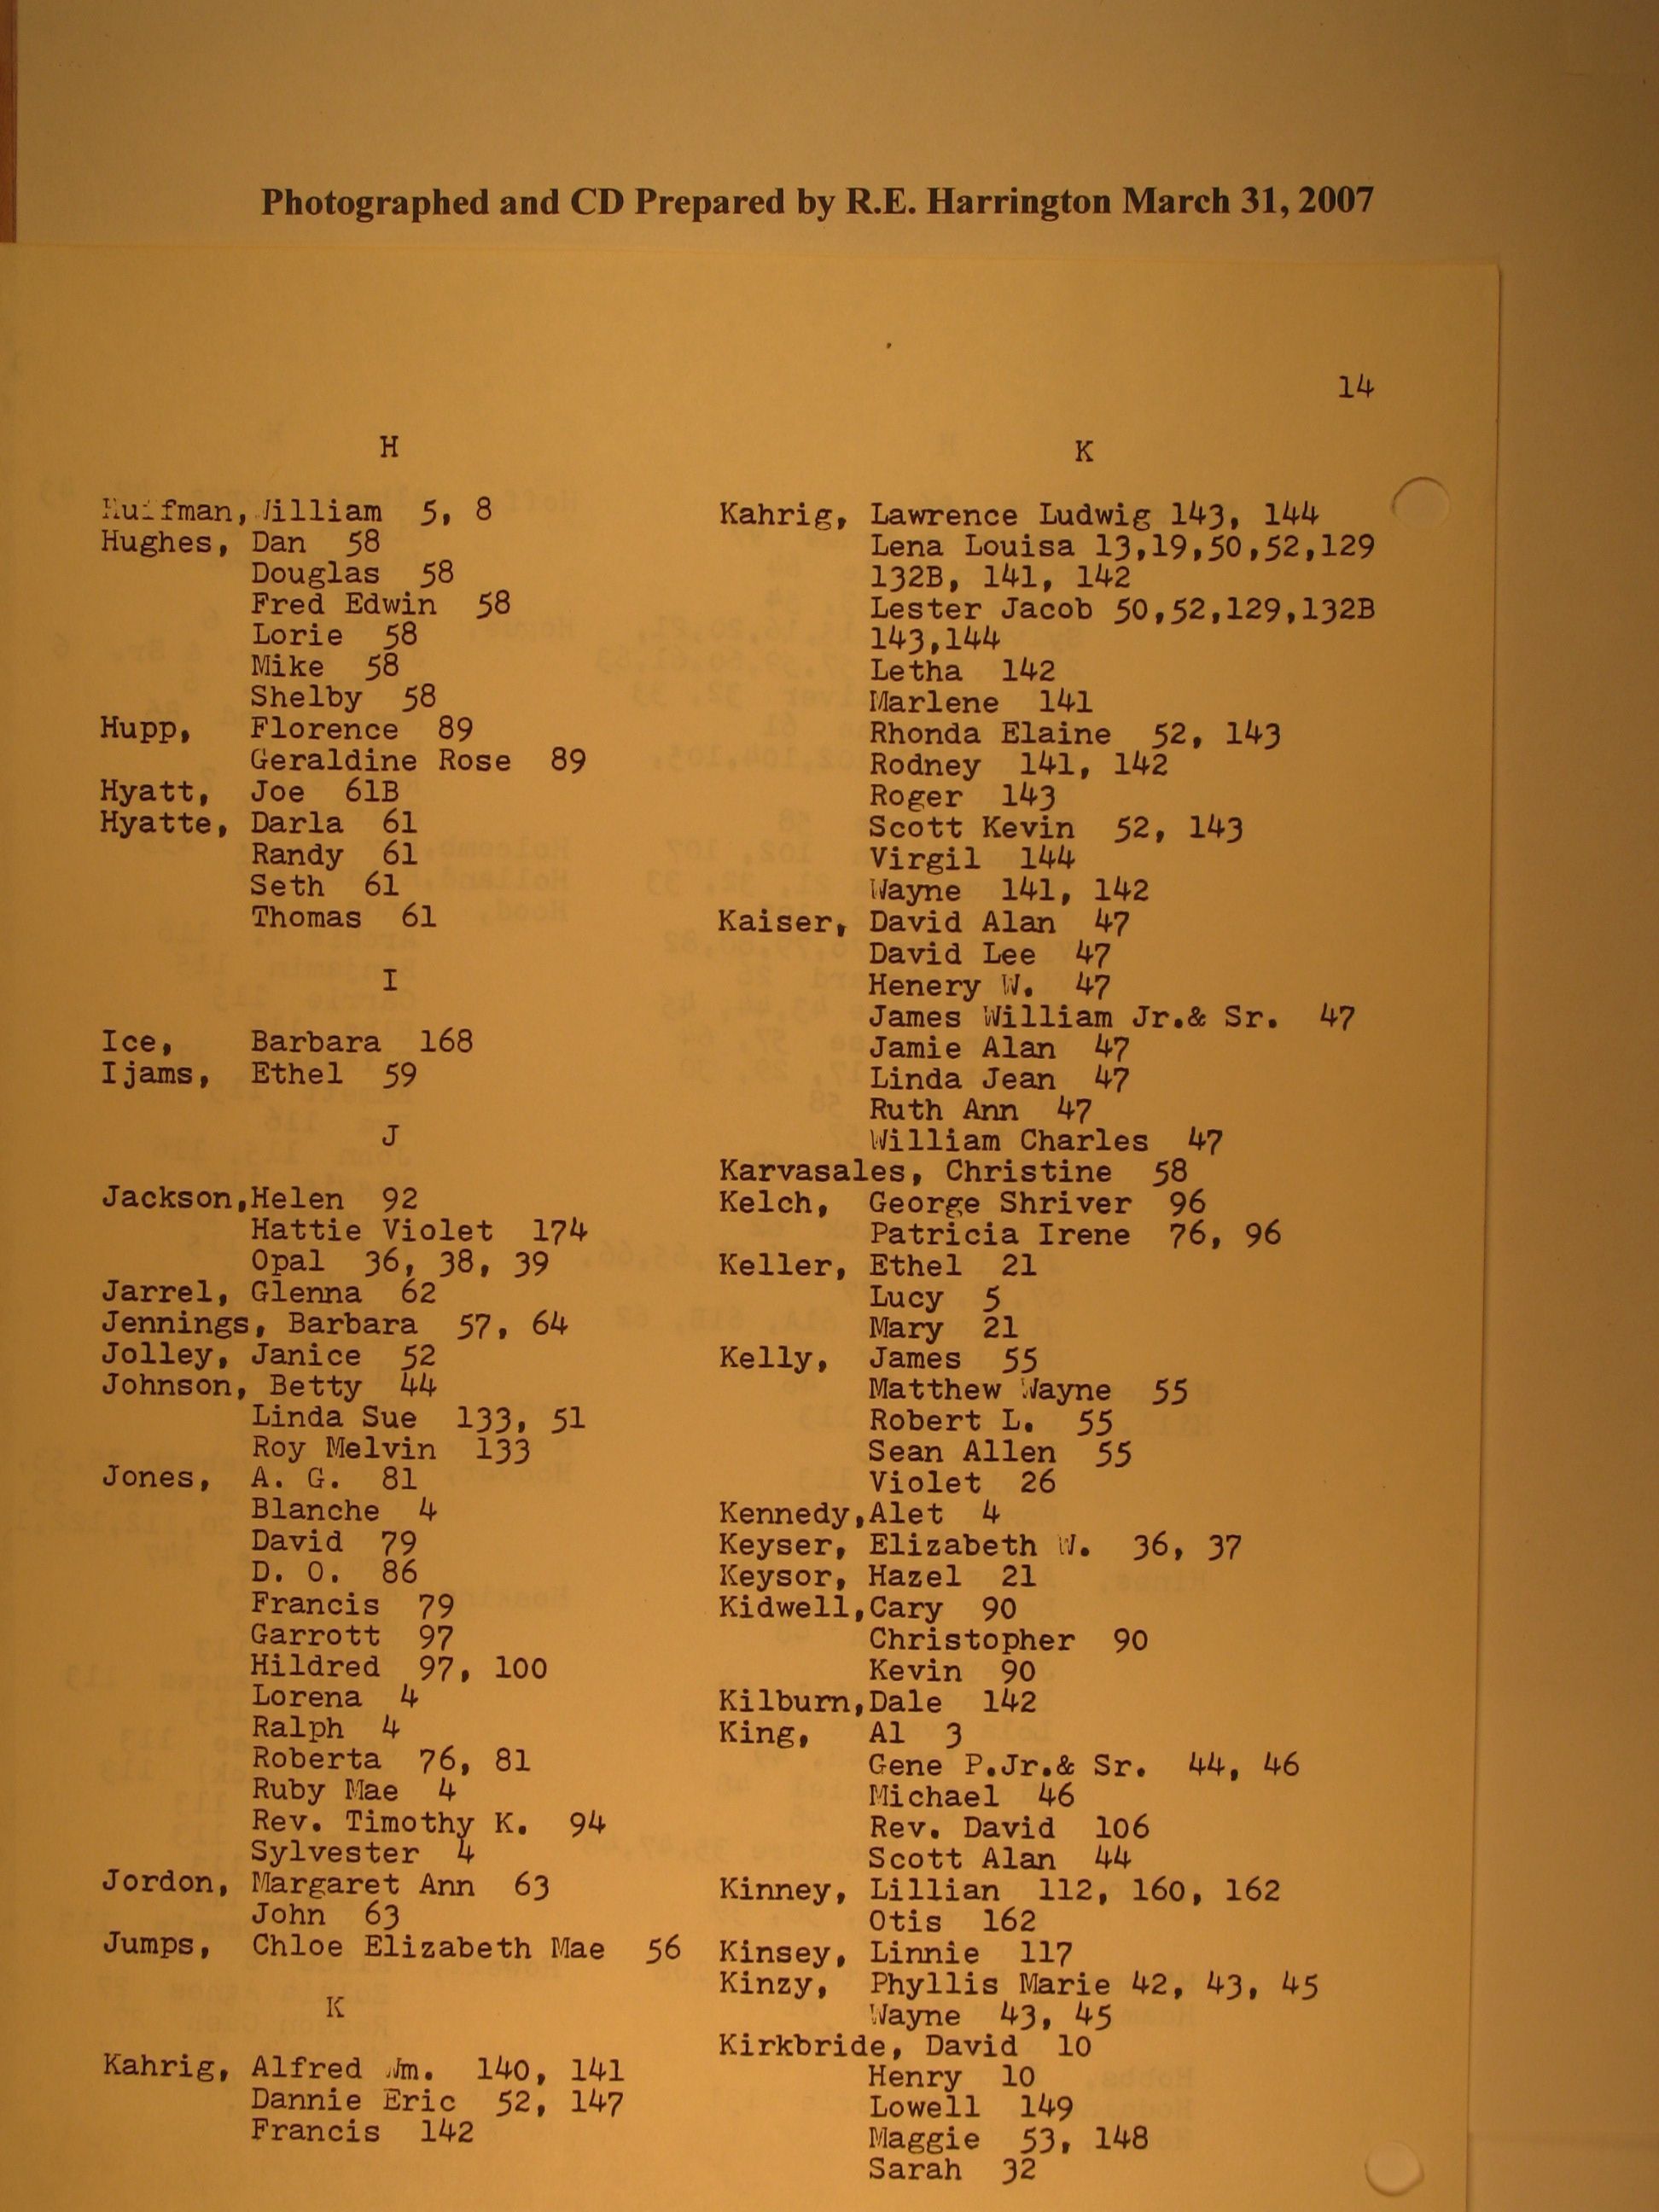 Photographed and CD Prepared by R.E. Harrington March 31, 2007
14
H
Huffman, William 5, 8
Hughes, Dan 58
Douglas 58
Fred Edwin 58
Lorie 58
Mike 58
Shelby 58
Hupp, Florence 89
Geraldine Rose 89
Hyatt, Joe 61B
Hyatte, Darla 61
Randy 61
Seth 61
Thomas 61
I
Ice, Barbara 168
Ijams, Ethel 59
J
Jackson, Helen 92
Hattie Violet 174
Opal 36, 38, 39
Jarrel, Glenna 62
Jennings, Barbara 57, 64
Jolley, Janice 52
Johnson, Betty 44
Linda Sue 133, 51
Roy Melvin 133
Jones, A. G. 81
Blanche 4
David 79
D. O. 86
Francis 79
Garrott 97
Hildred 97, 100
Lorena 4
Ralph 4
Roberta 76, 81
Ruby Mae 4
Rev. Timothy K. 94
Sylvester 4
Jordon, Margaret Ann 63
John 63
Jumps, Chloe Elizabeth Mae 56
K
Kahrig, Alfred Wm. 140, 141
Dannie Eric 52, 147
Francis 142
K
Kahrig, Lawrence Ludwig 143, 144
Lena Louisa 13,19,50,52,129
132B, 141, 142
Lester Jacob 50,52,129,132B
143,144
Letha 142
Marlene 141
Rhonda Elaine 52, 143
Rodney 141, 142
Roger 143
Scott Kevin 52, 143
Virgil 144
Wayne 141, 142
Kaiser, David Alan 47
David Lee 47
Henery W. 47
James William Jr.& Sr. 47
Jamie Alan 47
Linda Jean 47
Ruth Ann 47
William Charles 47
Karvasales, Christine 58
Kelch, George Shriver 96
Patricia Irene 76, 96
Keller, Ethel 21
Lucy 5
Mary 21
Kelly, James 55
Matthew Wayne 55
Robert L. 55
Sean Allen 55
Violet 26
Kennedy,Alet 4
Keyser, Elizabeth W. 36, 37
Keysor, Hazel 21
Kidwell,Cary 90
Christopher 90
Kevin 90
Kilburn,Dale 142
King, Al 3
Gene P.Jr.& Sr. 44, 46
Michael 46
Rev. David 106
Scott Alan 44
Kinney, Lillian 112, 160, 162
Otis 162
Kinsey, Linnie 117
Kinzy, Phyllis Marie 42, 43, 45
Wayne 43, 45
Kirkbride, David 10
Henry 10
Lowell 149
Maggie 53, 148
Sarah 32